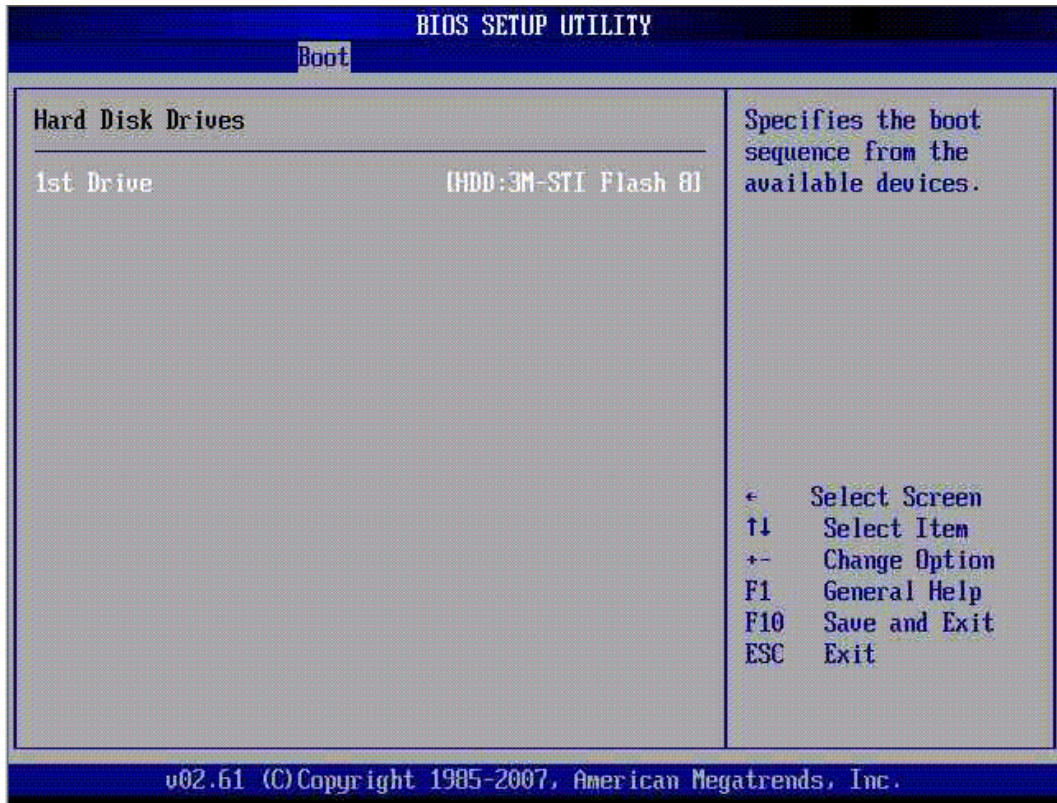 BIOS SETUP UTILITY
Boot
Hard Disk Drives
1st Drive [HDD:3M-STI Flash 8]
Specifies the boot
sequence from the
available devices.
← Select Screen
↑↓ Select Item
+- Change Option
F1 General Help
F10 Save and Exit
ESC Exit
v02.61 (C)Copyright 1985-2007, American Megatrends, Inc.